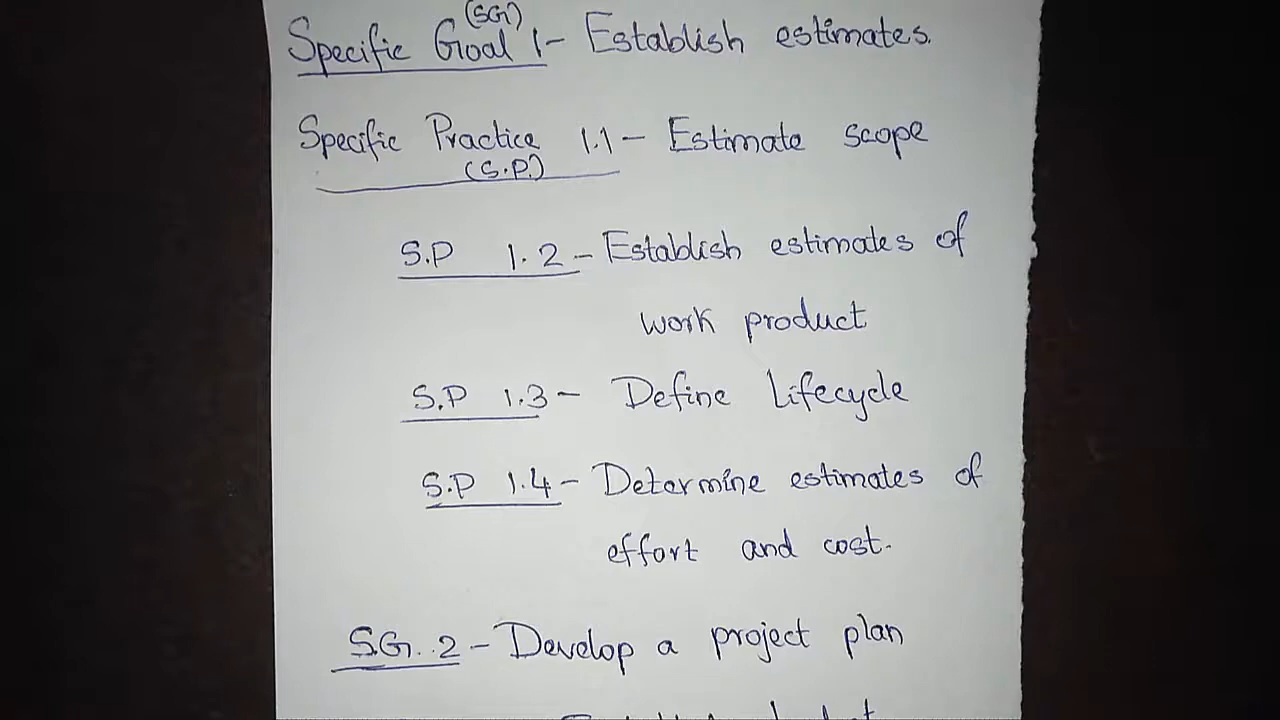 (SG)
Specific Goal 1- Establish estimates.
Specific Practice 1.1- Estimate scope
(S.P.)
S.P 1.2- Establish estimates of
work product
S.P 1.3- Define Lifecycle
S.P 1.4- Determine estimates of
effort and cost.
S.G. 2- Develop a project plan